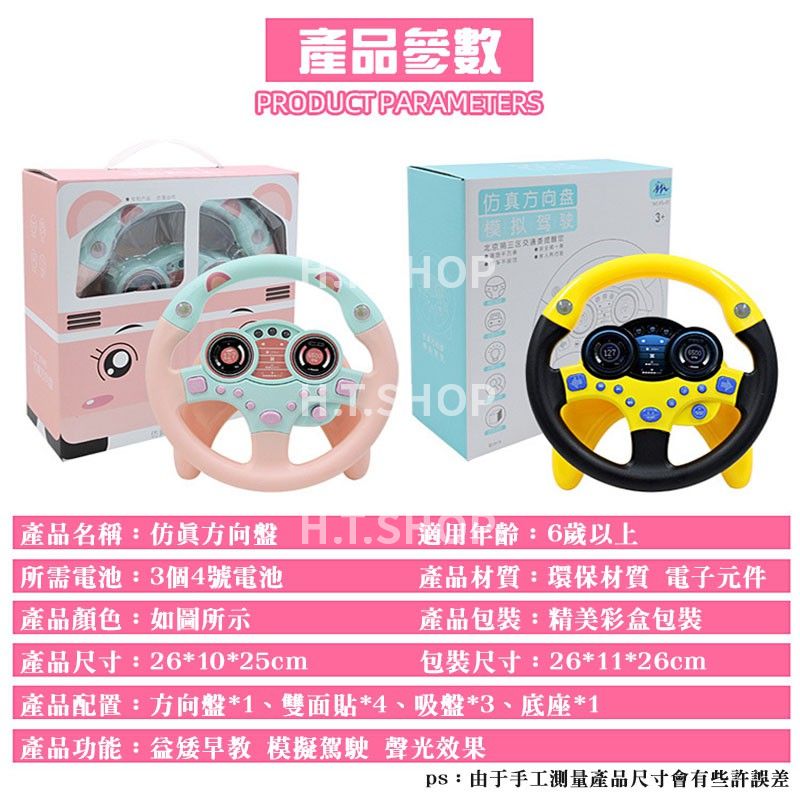 產品參數
PRODUCT PARAMETERS
仿真方向盘
模拟驾驶
3+
127
6500
127
6500
H.T.SHOP
H.T.SHOP
H.T.SHOP
產品名稱：仿真方向盤 適用年齡：6歲以上
所需電池：3個4號電池 產品材質：環保材質 電子元件
產品顏色：如圖所示 產品包裝：精美彩盒包裝
產品尺寸：26*10*25cm 包裝尺寸：26*11*26cm
產品配置：方向盤*1、雙面貼*4、吸盤*3、底座*1
產品功能：益矮早教 模擬駕駛 聲光效果
ps：由于手工測量產品尺寸會有些許誤差